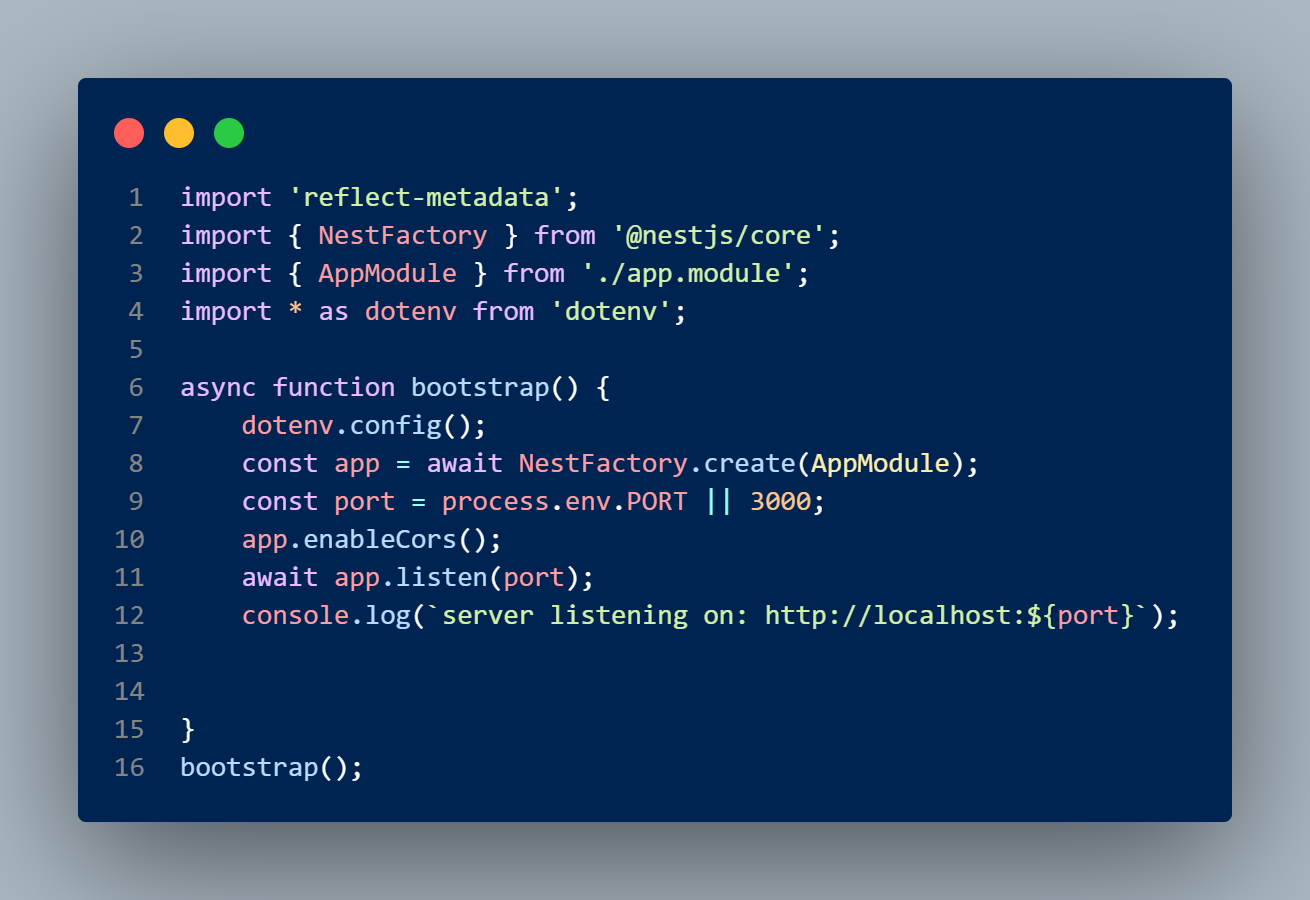 1 import 'reflect-metadata';
2 import { NestFactory } from '@nestjs/core';
3 import { AppModule } from './app.module';
4 import * as dotenv from 'dotenv';
5
6 async function bootstrap() {
7     dotenv.config();
8     const app = await NestFactory.create(AppModule);
9     const port = process.env.PORT || 3000;
10     app.enableCors();
11     await app.listen(port);
12     console.log(`server listening on: http://localhost:${port}`);
13
14
15 }
16 bootstrap();